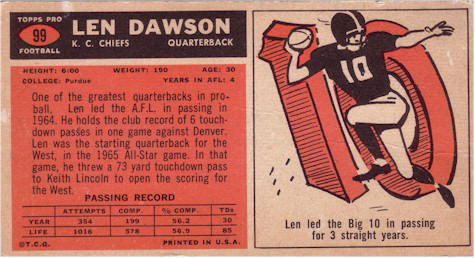 TOPPS PRO
99
FOOTBALL
LEN DAWSON
K. C. CHIEFS QUARTERBACK
HEIGHT: 6:00 WEIGHT: 190 AGE: 30
COLLEGE: Purdue YEARS IN AFL: 4
One of the greatest quarterbacks in pro-
ball. Len led the A.F.L. in passing in
1964. He holds the club record of 6 touch-
down passes in one game against Denver.
Len was the starting quarterback for the
West, in the 1965 All-Star game. In that
game, he threw a 73 yard touchdown pass
to Keith Lincoln to open the scoring for
the West.
PASSING RECORD
ATTEMPTS COMP. % COMP. TDs
YEAR 354 199 56.2 30
LIFE 1016 578 56.9 85
©T.C.G. PRINTED IN U.S.A.
10
10
Len led the Big 10 in passing
for 3 straight years.